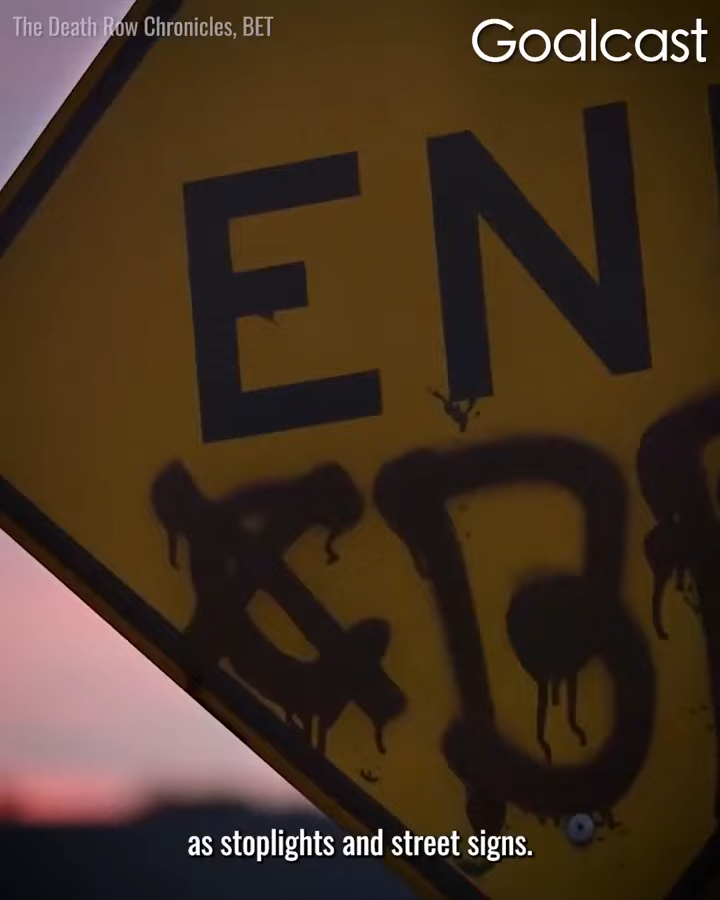 The Death Row Chronicles, BET
Goalcast
EN
as stoplights and street signs.